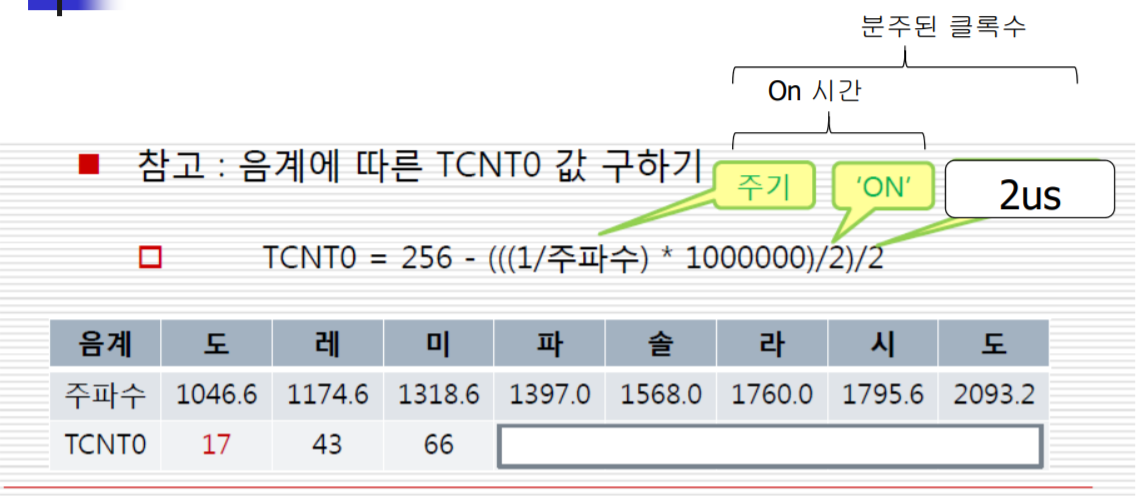 분주된 클록수
On 시간
참고 : 음계에 따른 TCNT0 값 구하기
주기 'ON' 2us
TCNT0 = 256 - (((1/주파수) * 1000000)/2)/2
음계 도 레 미 파 솔 라 시 도
주파수 1046.6 1174.6 1318.6 1397.0 1568.0 1760.0 1795.6 2093.2
TCNT0 17 43 66